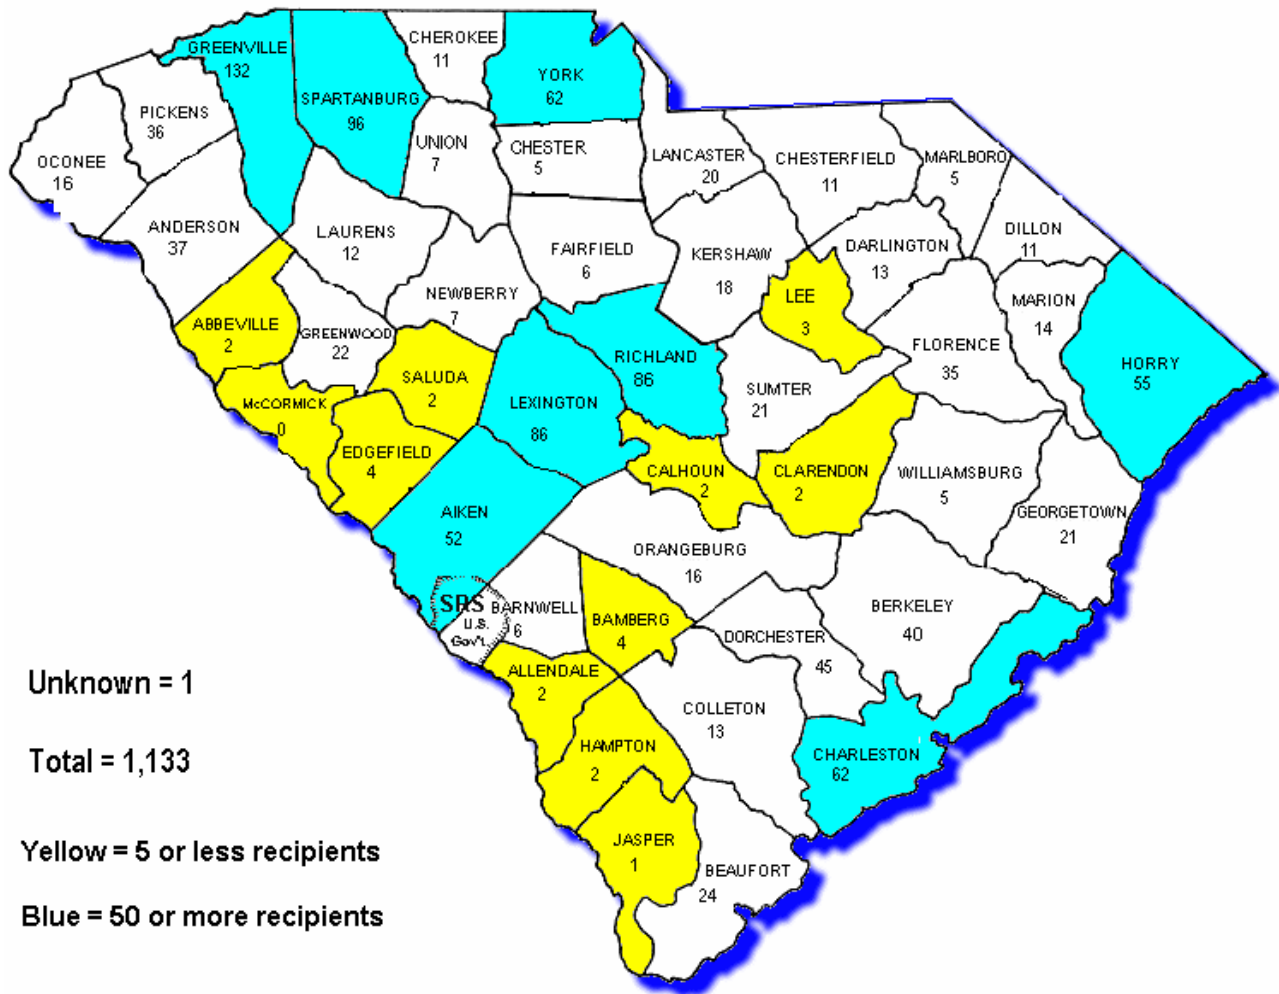 CHEROKEE
11
GREENVILLE
132
YORK
62
SPARTANBURG
96
PICKENS
36
UNION
7
CHESTER
5
LANCASTER
20
CHESTERFIELD
11
MARLBORO
5
OCONEE
16
ANDERSON
37
LAURENS
12
FAIRFIELD
6
KERSHAW
18
DARLINGTON
13
DILLON
11
NEWBERRY
7
LEE
3
MARION
14
ABBEVILLE
2
GREENWOOD
22
RICHLAND
86
FLORENCE
35
HORRY
55
SALUDA
2
LEXINGTON
86
SUMTER
21
McCORMICK
0
EDGEFIELD
4
CALHOUN
2
CLARENDON
2
WILLIAMSBURG
5
GEORGETOWN
21
AIKEN
52
ORANGEBURG
16
SRS
U.S.
Gov't.
BARNWELL
6
BAMBERG
4
BERKELEY
40
DORCHESTER
45
ALLENDALE
2
COLLETON
13
HAMPTON
2
CHARLESTON
62
JASPER
1
BEAUFORT
24
Unknown = 1
Total = 1,133
Yellow = 5 or less recipients
Blue = 50 or more recipients